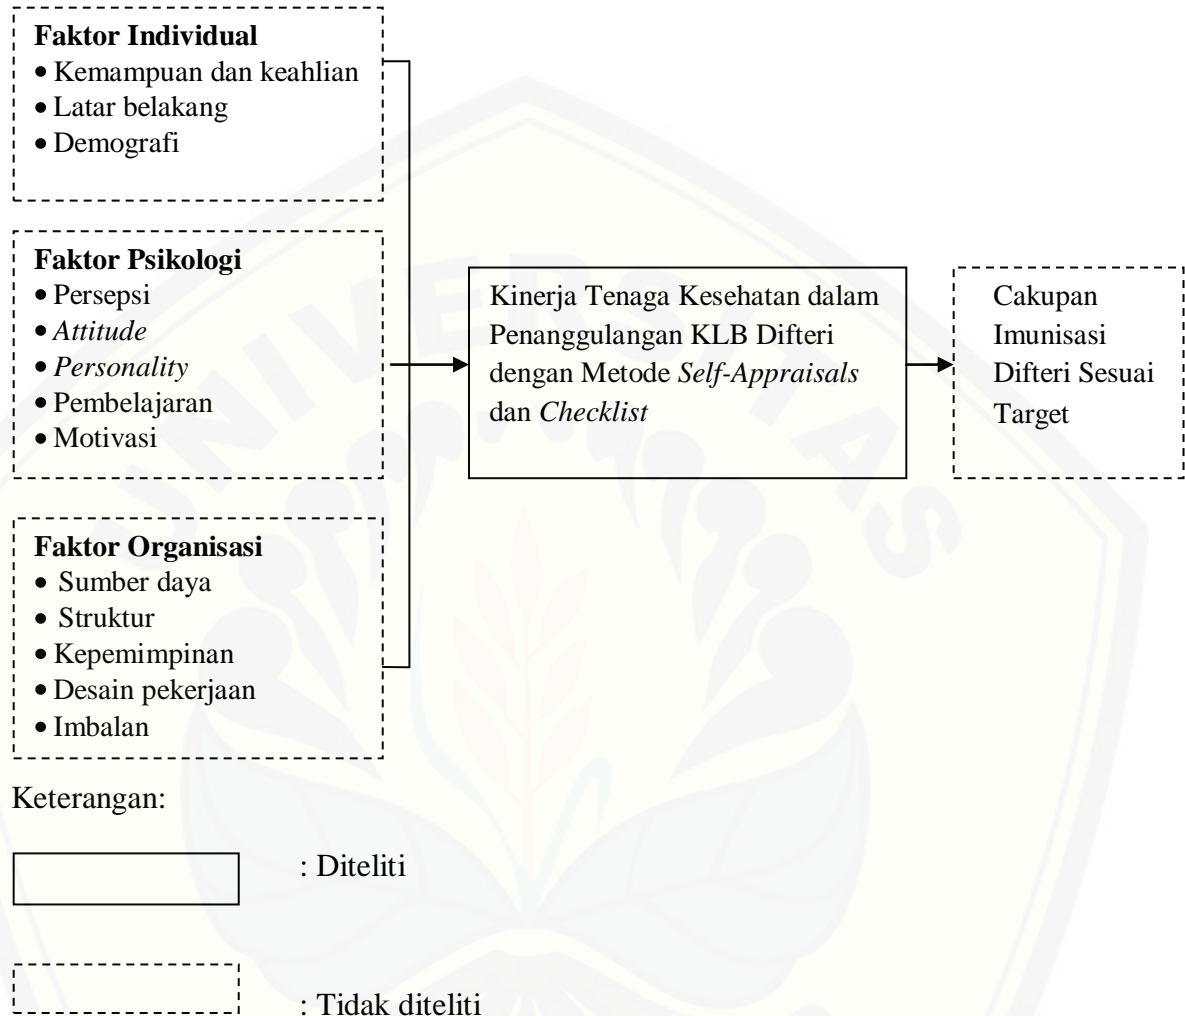 Faktor Individual
• Kemampuan dan keahlian
• Latar belakang
• Demografi
Faktor Psikologi
• Persepsi
• Attitude
• Personality
• Pembelajaran
• Motivasi
Faktor Organisasi
• Sumber daya
• Struktur
• Kepemimpinan
• Desain pekerjaan
• Imbalan
Kinerja Tenaga Kesehatan dalam
Penanggulangan KLB Difteri
dengan Metode Self-Appraisals
dan Checklist
Cakupan
Imunisasi
Difteri Sesuai
Target
Keterangan:
: Diteliti
: Tidak diteliti
UNIVERSITAS